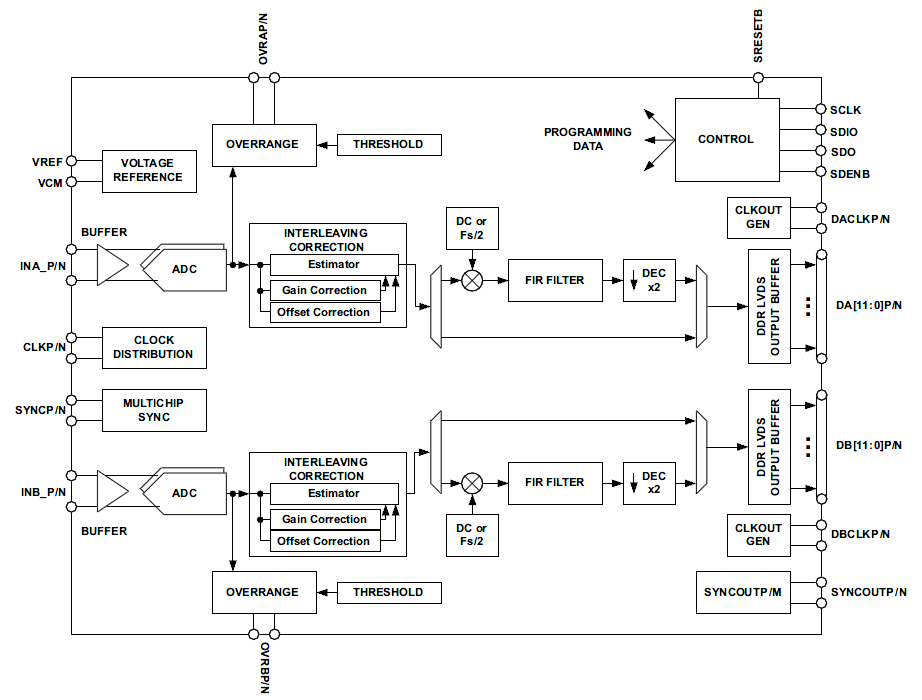 OVRAP/N
SRESETB
OVERRANGE
THRESHOLD
PROGRAMMING
DATA
CONTROL
SCLK
SDIO
SDO
SDENB
VREF
VCM
VOLTAGE
REFERENCE
CLKOUT
GEN
DACLKP/N
BUFFER
INA_P/N
ADC
INTERLEAVING
CORRECTION
Estimator
Gain Correction
Offset Correction
DC or
Fs/2
FIR FILTER
DEC
x2
DDR LVDS
OUTPUT BUFFER
DA[11:0]P/N
CLKP/N
CLOCK
DISTRIBUTION
SYNCP/N
MULTICHIP
SYNC
INB_P/N
ADC
BUFFER
INTERLEAVING
CORRECTION
Estimator
Gain Correction
Offset Correction
FIR FILTER
DEC
x2
DC or
Fs/2
DDR LVDS
OUTPUT BUFFER
DB[11:0]P/N
CLKOUT
GEN
DBCLKP/N
OVERRANGE
THRESHOLD
SYNCOUTP/M
SYNCOUTP/N
OVRBP/N